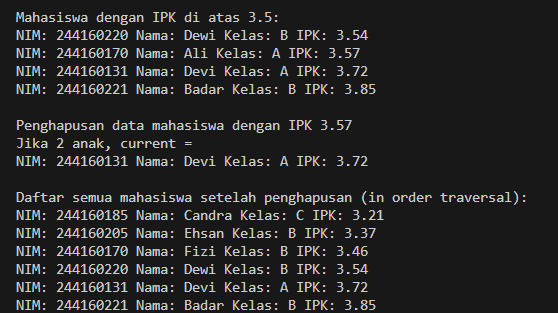 Mahasiswa dengan IPK di atas 3.5:
NIM: 244160220 Nama: Dewi Kelas: B IPK: 3.54
NIM: 244160170 Nama: Ali Kelas: A IPK: 3.57
NIM: 244160131 Nama: Devi Kelas: A IPK: 3.72
NIM: 244160221 Nama: Badar Kelas: B IPK: 3.85
Penghapusan data mahasiswa dengan IPK 3.57
Jika 2 anak, current =
NIM: 244160131 Nama: Devi Kelas: A IPK: 3.72
Daftar semua mahasiswa setelah penghapusan (in order traversal):
NIM: 244160185 Nama: Candra Kelas: C IPK: 3.21
NIM: 244160205 Nama: Ehsan Kelas: B IPK: 3.37
NIM: 244160170 Nama: Fizi Kelas: B IPK: 3.46
NIM: 244160220 Nama: Dewi Kelas: B IPK: 3.54
NIM: 244160131 Nama: Devi Kelas: A IPK: 3.72
NIM: 244160221 Nama: Badar Kelas: B IPK: 3.85